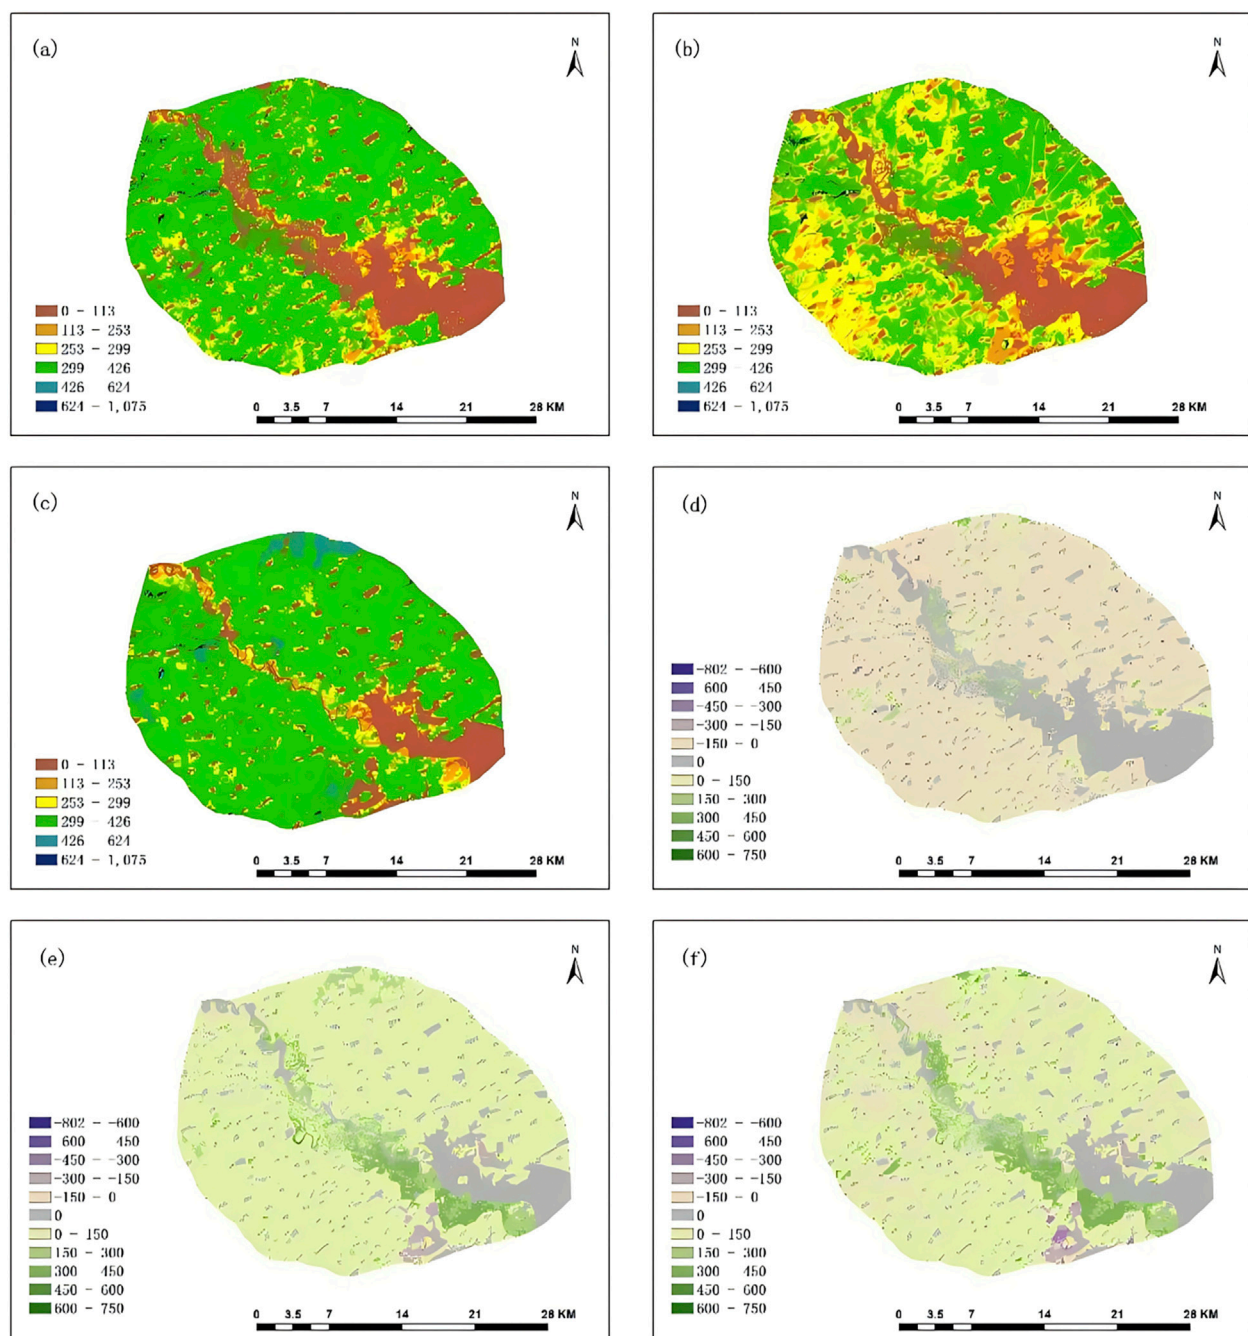 (a)
N
0 - 113
113 - 253
253 - 299
299 426
426 624
624 - 1,075
0 3.5 7 14 21 28 KM
(b)
N
0 - 113
113 - 253
253 - 299
299 426
426 624
624 - 1,075
0 3.5 7 14 21 28 KM
(c)
N
0 - 113
113 - 253
253 - 299
299 426
426 624
624 - 1,075
0 3.5 7 14 21 28 KM
(d)
N
-802 - -600
600 450
-450 - -300
-300 - -150
-150 - 0
0
0 - 150
150 - 300
300 450
450 - 600
600 - 750
0 3.5 7 14 21 28 KM
(e)
N
-802 - -600
600 450
-450 - -300
-300 - -150
-150 - 0
0
0 - 150
150 - 300
300 450
450 - 600
600 - 750
0 3.5 7 14 21 28 KM
(f)
N
-802 - -600
600 450
-450 - -300
-300 - -150
-150 - 0
0
0 - 150
150 - 300
300 450
450 - 600
600 - 750
0 3.5 7 14 21 28 KM